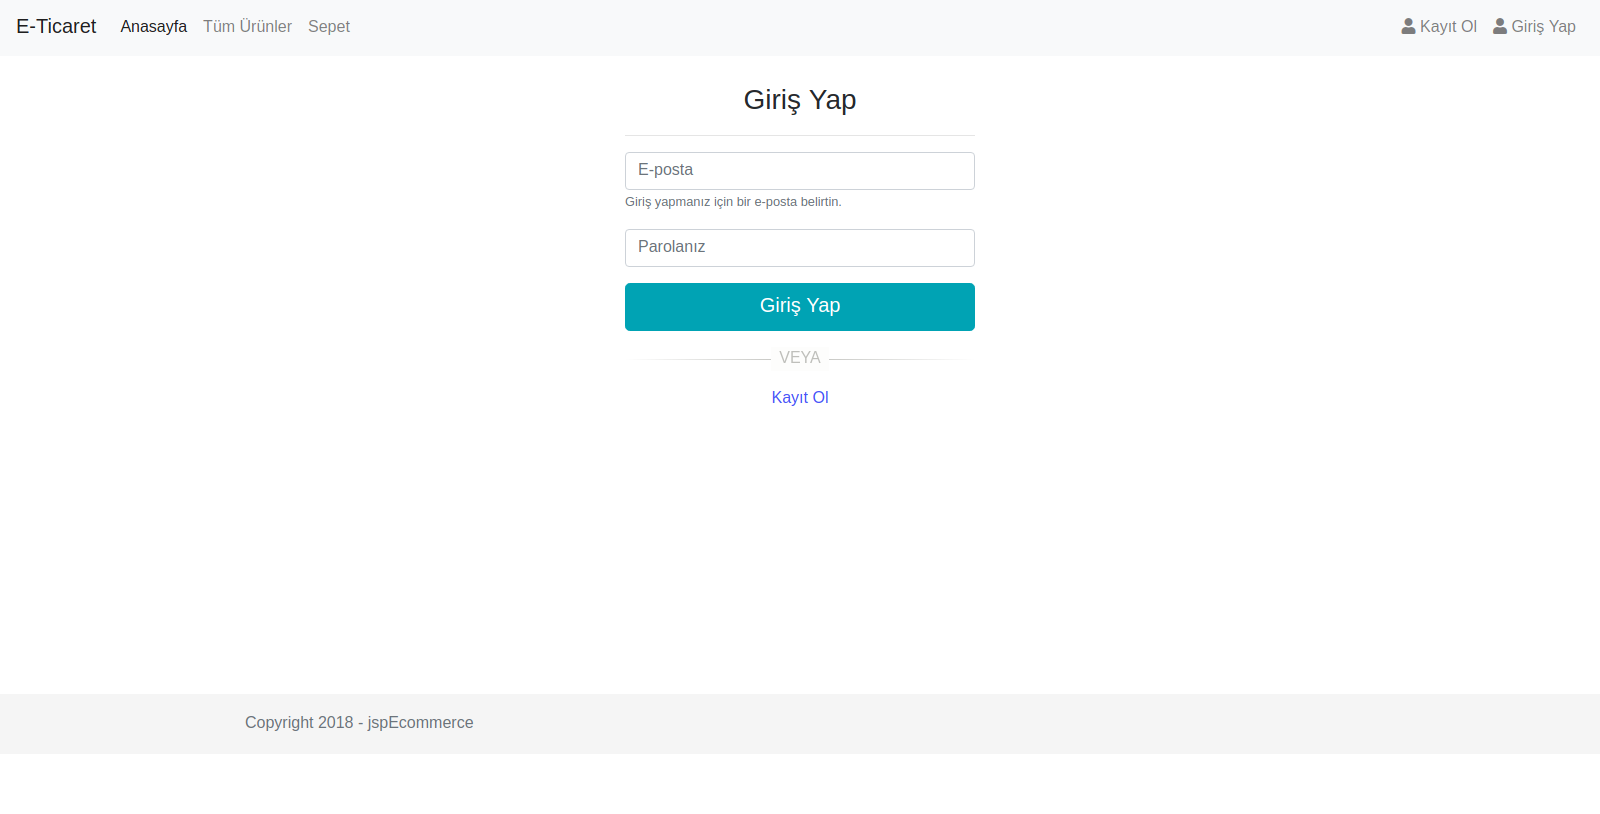 E-Ticaret Anasayfa Tüm Ürünler Sepet Kayıt Ol Giriş Yap
Giriş Yap
E-posta
Giriş yapmanız için bir e-posta belirtin.
Parolanız
Giriş Yap
VEYA
Kayıt Ol
Copyright 2018 - jspEcommerce